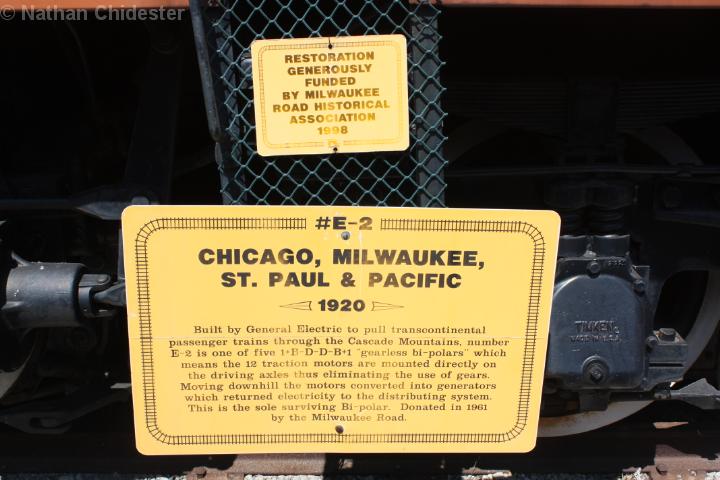 © Nathan Chidester
RESTORATION
GENEROUSLY
FUNDED
BY MILWAUKEE
ROAD HISTORICAL
ASSOCIATION
1998
#E-2
CHICAGO, MILWAUKEE,
ST. PAUL & PACIFIC
1920
Built by General Electric to pull transcontinental
passenger trains through the Cascade Mountains, number
E-2 is one of five 1+B-D-D-B+1 "gearless bi-polars" which
means the 12 traction motors are mounted directly on
the driving axles thus eliminating the use of gears.
Moving downhill the motors converted into generators
which returned electricity to the distributing system.
This is the sole surviving Bi-polar. Donated in 1961
by the Milwaukee Road.
TIMKEN
MADE IN U.S.A.